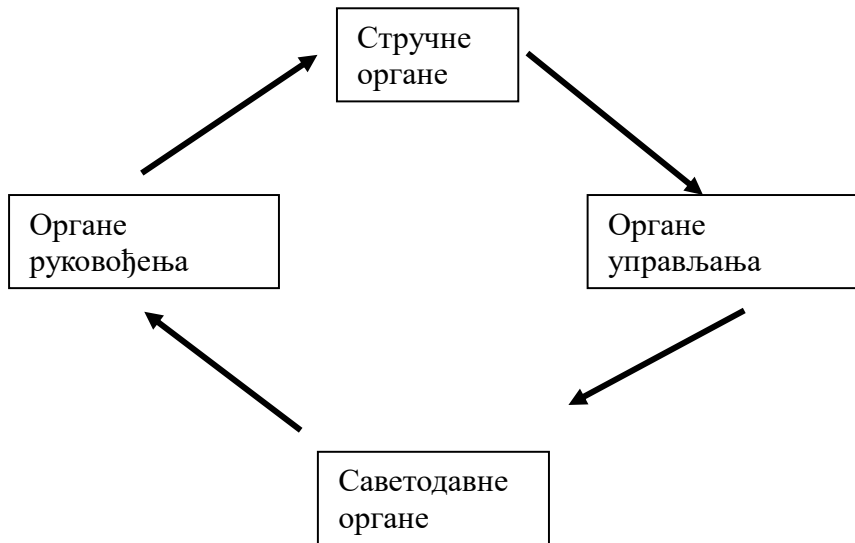 Стручне
органе
Органе
руковођења
Органе
управљања
Саветодавне
органе